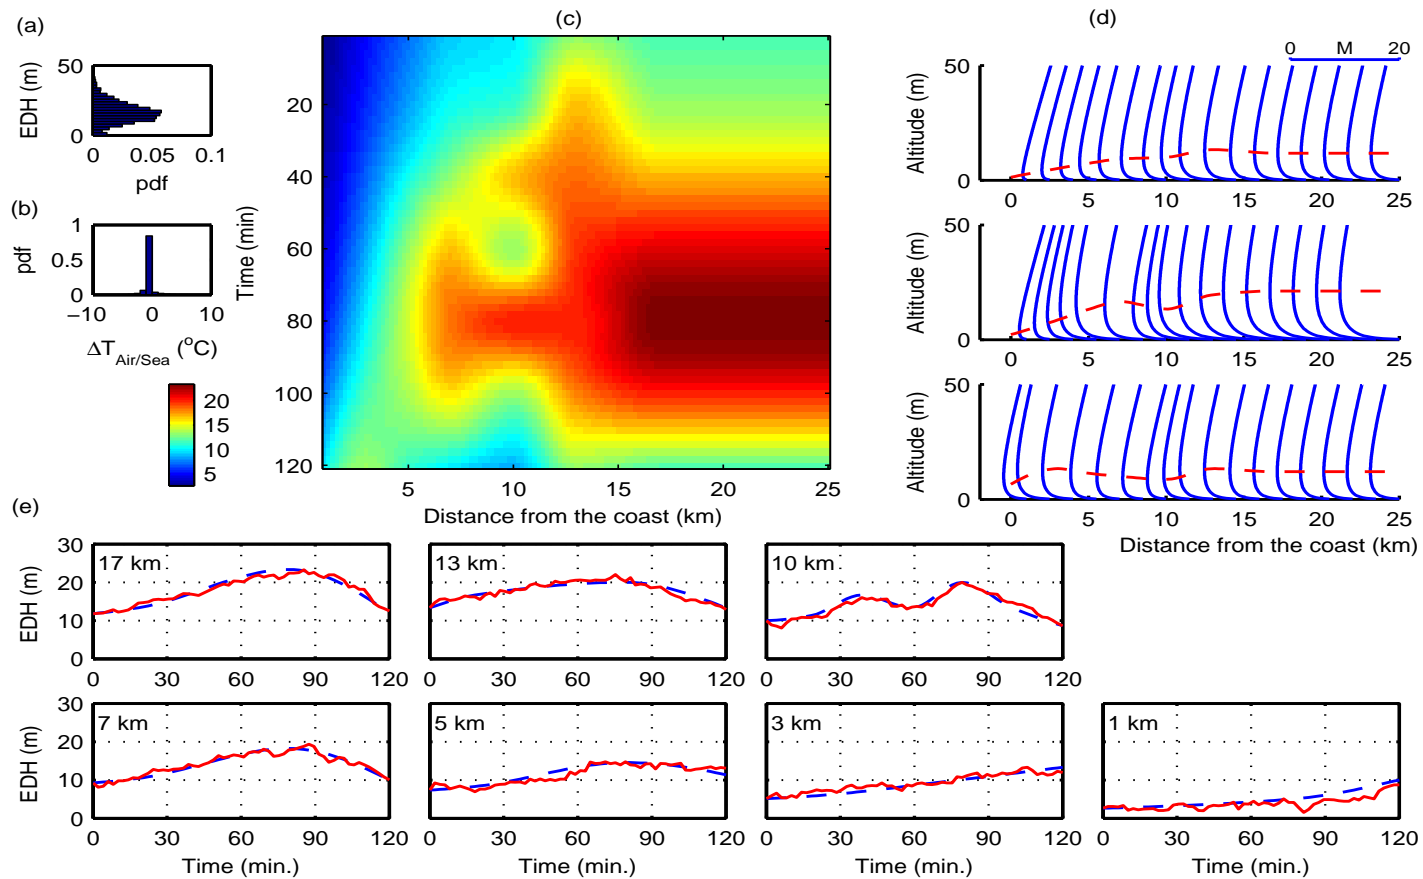 (a)
EDH (m)
50
0
0 0.05 0.1
pdf
(b)
pdf
1
0.5
0
−10 0 10
ΔT Air/Sea (°C)
20
15
10
5
(c)
Time (min)
20
40
60
80
100
120
5 10 15 20 25
Distance from the coast (km)
(d)
0 M 20
Altitude (m)
50
0
0 5 10 15 20 25
Altitude (m)
50
0
0 5 10 15 20 25
Altitude (m)
50
0
0 5 10 15 20 25
Distance from the coast (km)
(e)
EDH (m)
30
20
10
0
17 km
0 30 60 90 120
13 km
0 30 60 90 120
10 km
0 30 60 90 120
EDH (m)
30
20
10
0
7 km
0 30 60 90 120
Time (min.)
5 km
0 30 60 90 120
Time (min.)
3 km
0 30 60 90 120
Time (min.)
1 km
0 30 60 90 120
Time (min.)